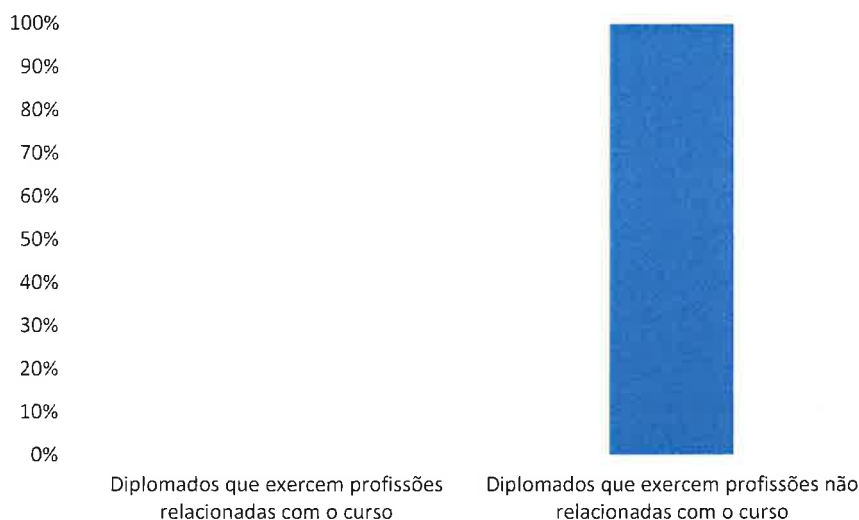 100%
90%
80%
70%
60%
50%
40%
30%
20%
10%
0%
Diplomados que exercem profissões
relacionadas com o curso
Diplomados que exercem profissões não
relacionadas com o curso